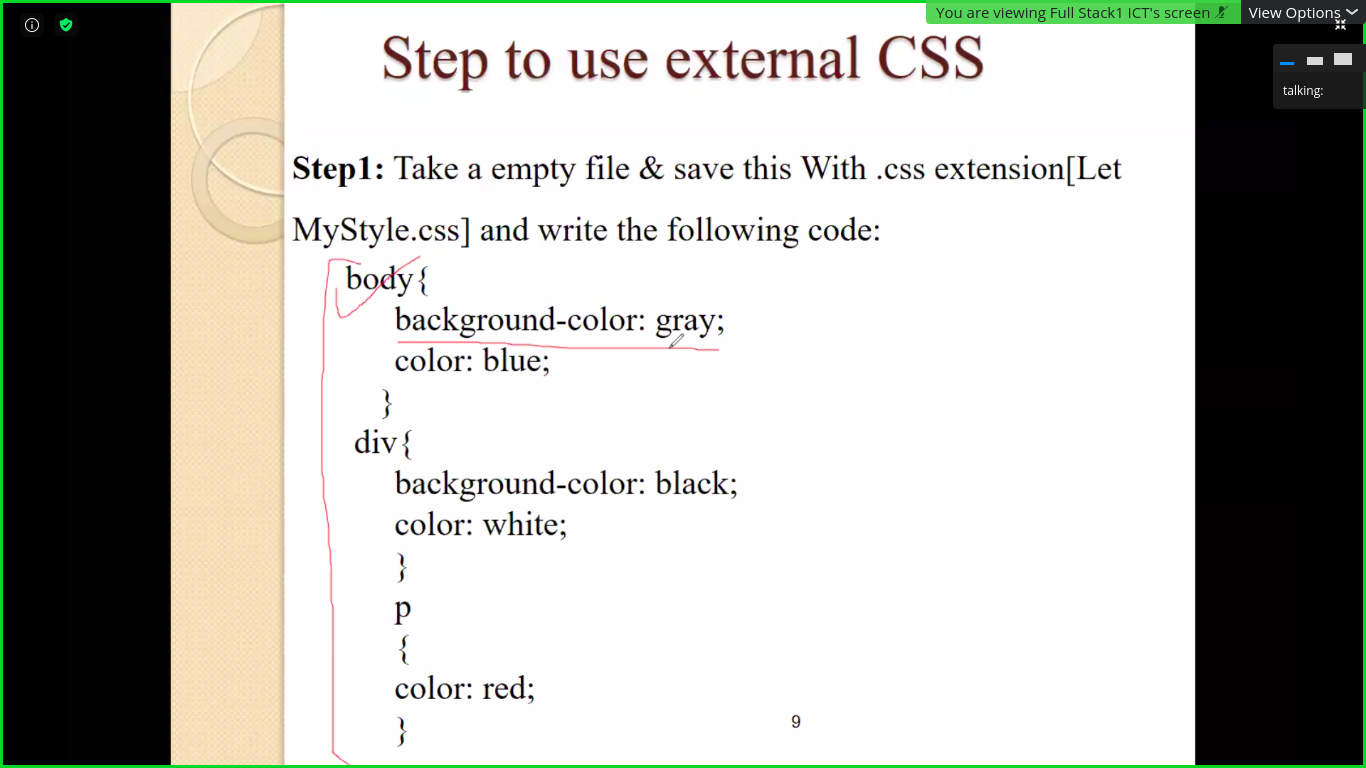 You are viewing Full Stack1 ICT's screen
View Options
talking:
Step to use external CSS
Step1: Take a empty file & save this With .css extension[Let
MyStyle.css] and write the following code:
body{
background-color: gray;
color: blue;
}
div{
background-color: black;
color: white;
}
p
{
color: red;
}
9